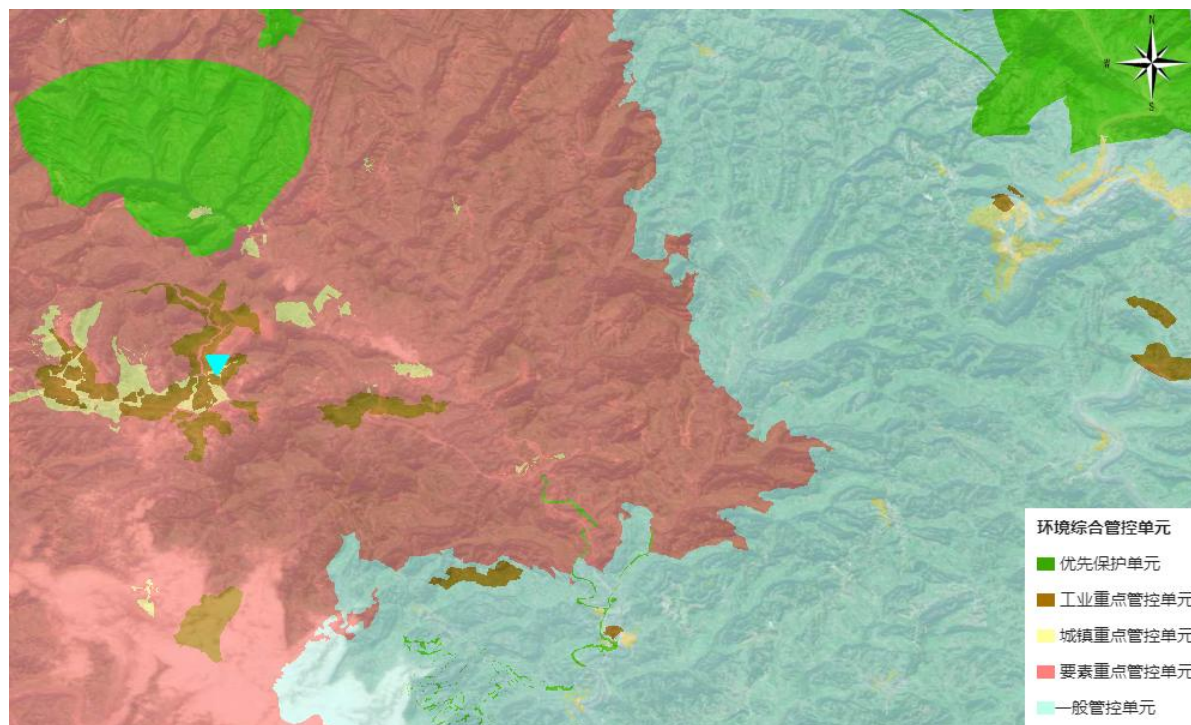 N
W
S
环境综合管控单元
优先保护单元
工业重点管控单元
城镇重点管控单元
要素重点管控单元
一般管控单元